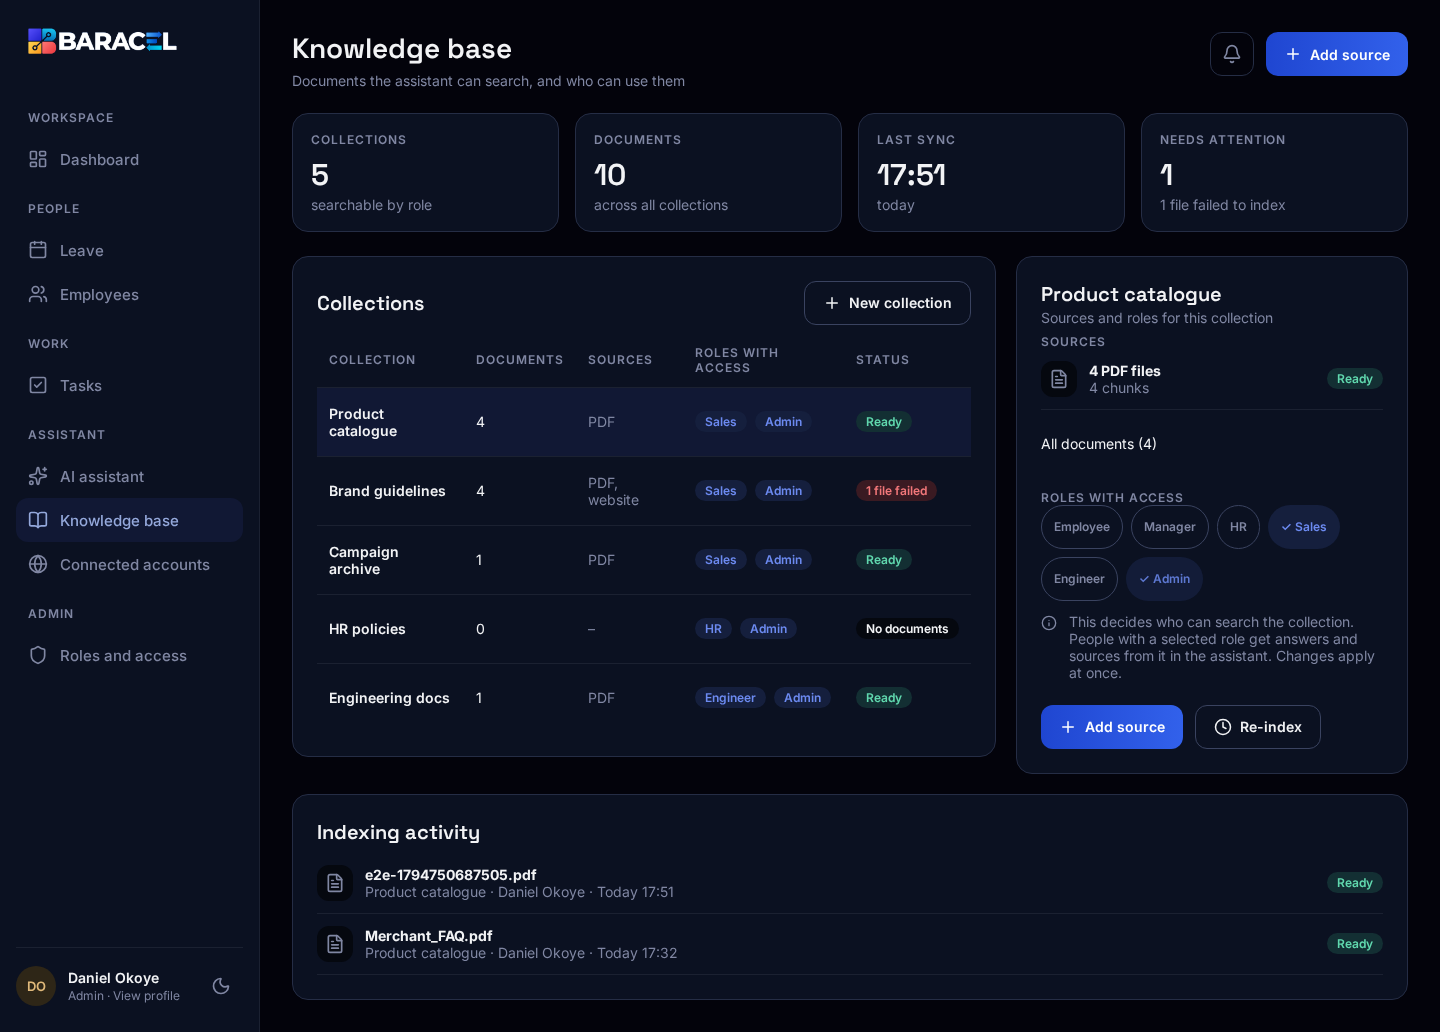 BARACEL
WORKSPACE
Dashboard
PEOPLE
Leave
Employees
WORK
Tasks
ASSISTANT
AI assistant
Knowledge base
Connected accounts
ADMIN
Roles and access
DO
Daniel Okoye
Admin · View profile
Knowledge base
Documents the assistant can search, and who can use them
Add source
COLLECTIONS
5
searchable by role
DOCUMENTS
10
across all collections
LAST SYNC
17:51
today
NEEDS ATTENTION
1
1 file failed to index
Collections
New collection
COLLECTION DOCUMENTS SOURCES ROLES WITH ACCESS STATUS
Product catalogue 4 PDF Sales Admin Ready
Brand guidelines 4 PDF, website Sales Admin 1 file failed
Campaign archive 1 PDF Sales Admin Ready
HR policies 0 – HR Admin No documents
Engineering docs 1 PDF Engineer Admin Ready
Product catalogue
Sources and roles for this collection
SOURCES
4 PDF files
4 chunks
Ready
All documents (4)
ROLES WITH ACCESS
Employee Manager HR ✓ Sales
Engineer ✓ Admin
This decides who can search the collection.
People with a selected role get answers and
sources from it in the assistant. Changes apply
at once.
Add source Re-index
Indexing activity
e2e-1794750687505.pdf
Product catalogue · Daniel Okoye · Today 17:51
Ready
Merchant_FAQ.pdf
Product catalogue · Daniel Okoye · Today 17:32
Ready